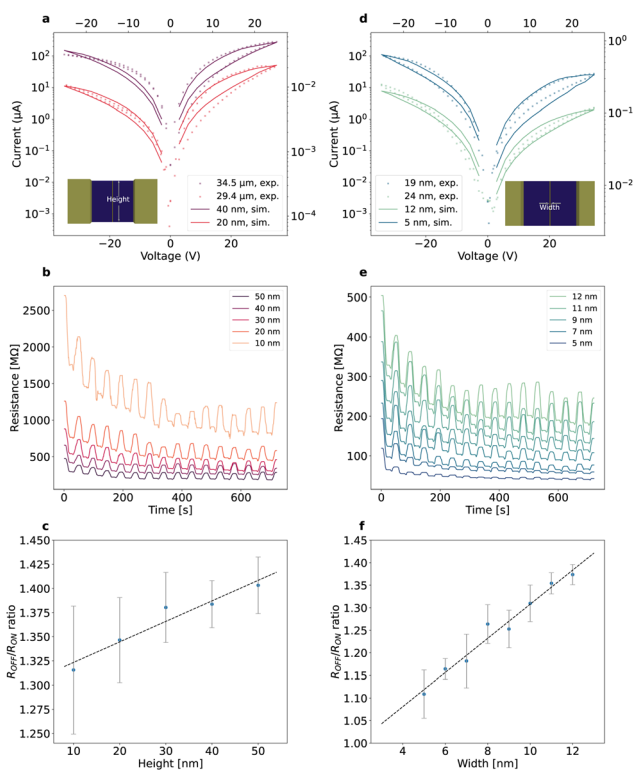 a
−20 −10 0 10 20
10²
10¹
10⁰
10⁻¹
10⁻²
10⁻³
Current (μA)
10⁻²
10⁻⁴
Height
34.5 μm, exp.
29.4 μm, exp.
40 nm, sim.
20 nm, sim.
−20 0 20
Voltage (V)
d
−20 −10 0 10 20
10²
10¹
10⁰
10⁻¹
10⁻²
10⁻³
Current (μA)
10⁰
10⁻¹
10⁻²
19 nm, exp.
24 nm, exp.
12 nm, sim.
5 nm, sim.
Width
−20 0 20
Voltage (V)
b
2500
2000
1500
1000
500
Resistance [MΩ]
50 nm
40 nm
30 nm
20 nm
10 nm
0 200 400 600
Time [s]
e
500
400
300
200
100
Resistance [MΩ]
12 nm
11 nm
9 nm
7 nm
5 nm
0 200 400 600
Time [s]
c
1.450
1.425
1.400
1.375
1.350
1.325
1.300
1.275
1.250
R_OFF/R_ON ratio
10 20 30 40 50
Height [nm]
f
1.45
1.40
1.35
1.30
1.25
1.20
1.15
1.10
1.05
1.00
R_OFF/R_ON ratio
4 6 8 10 12
Width [nm]